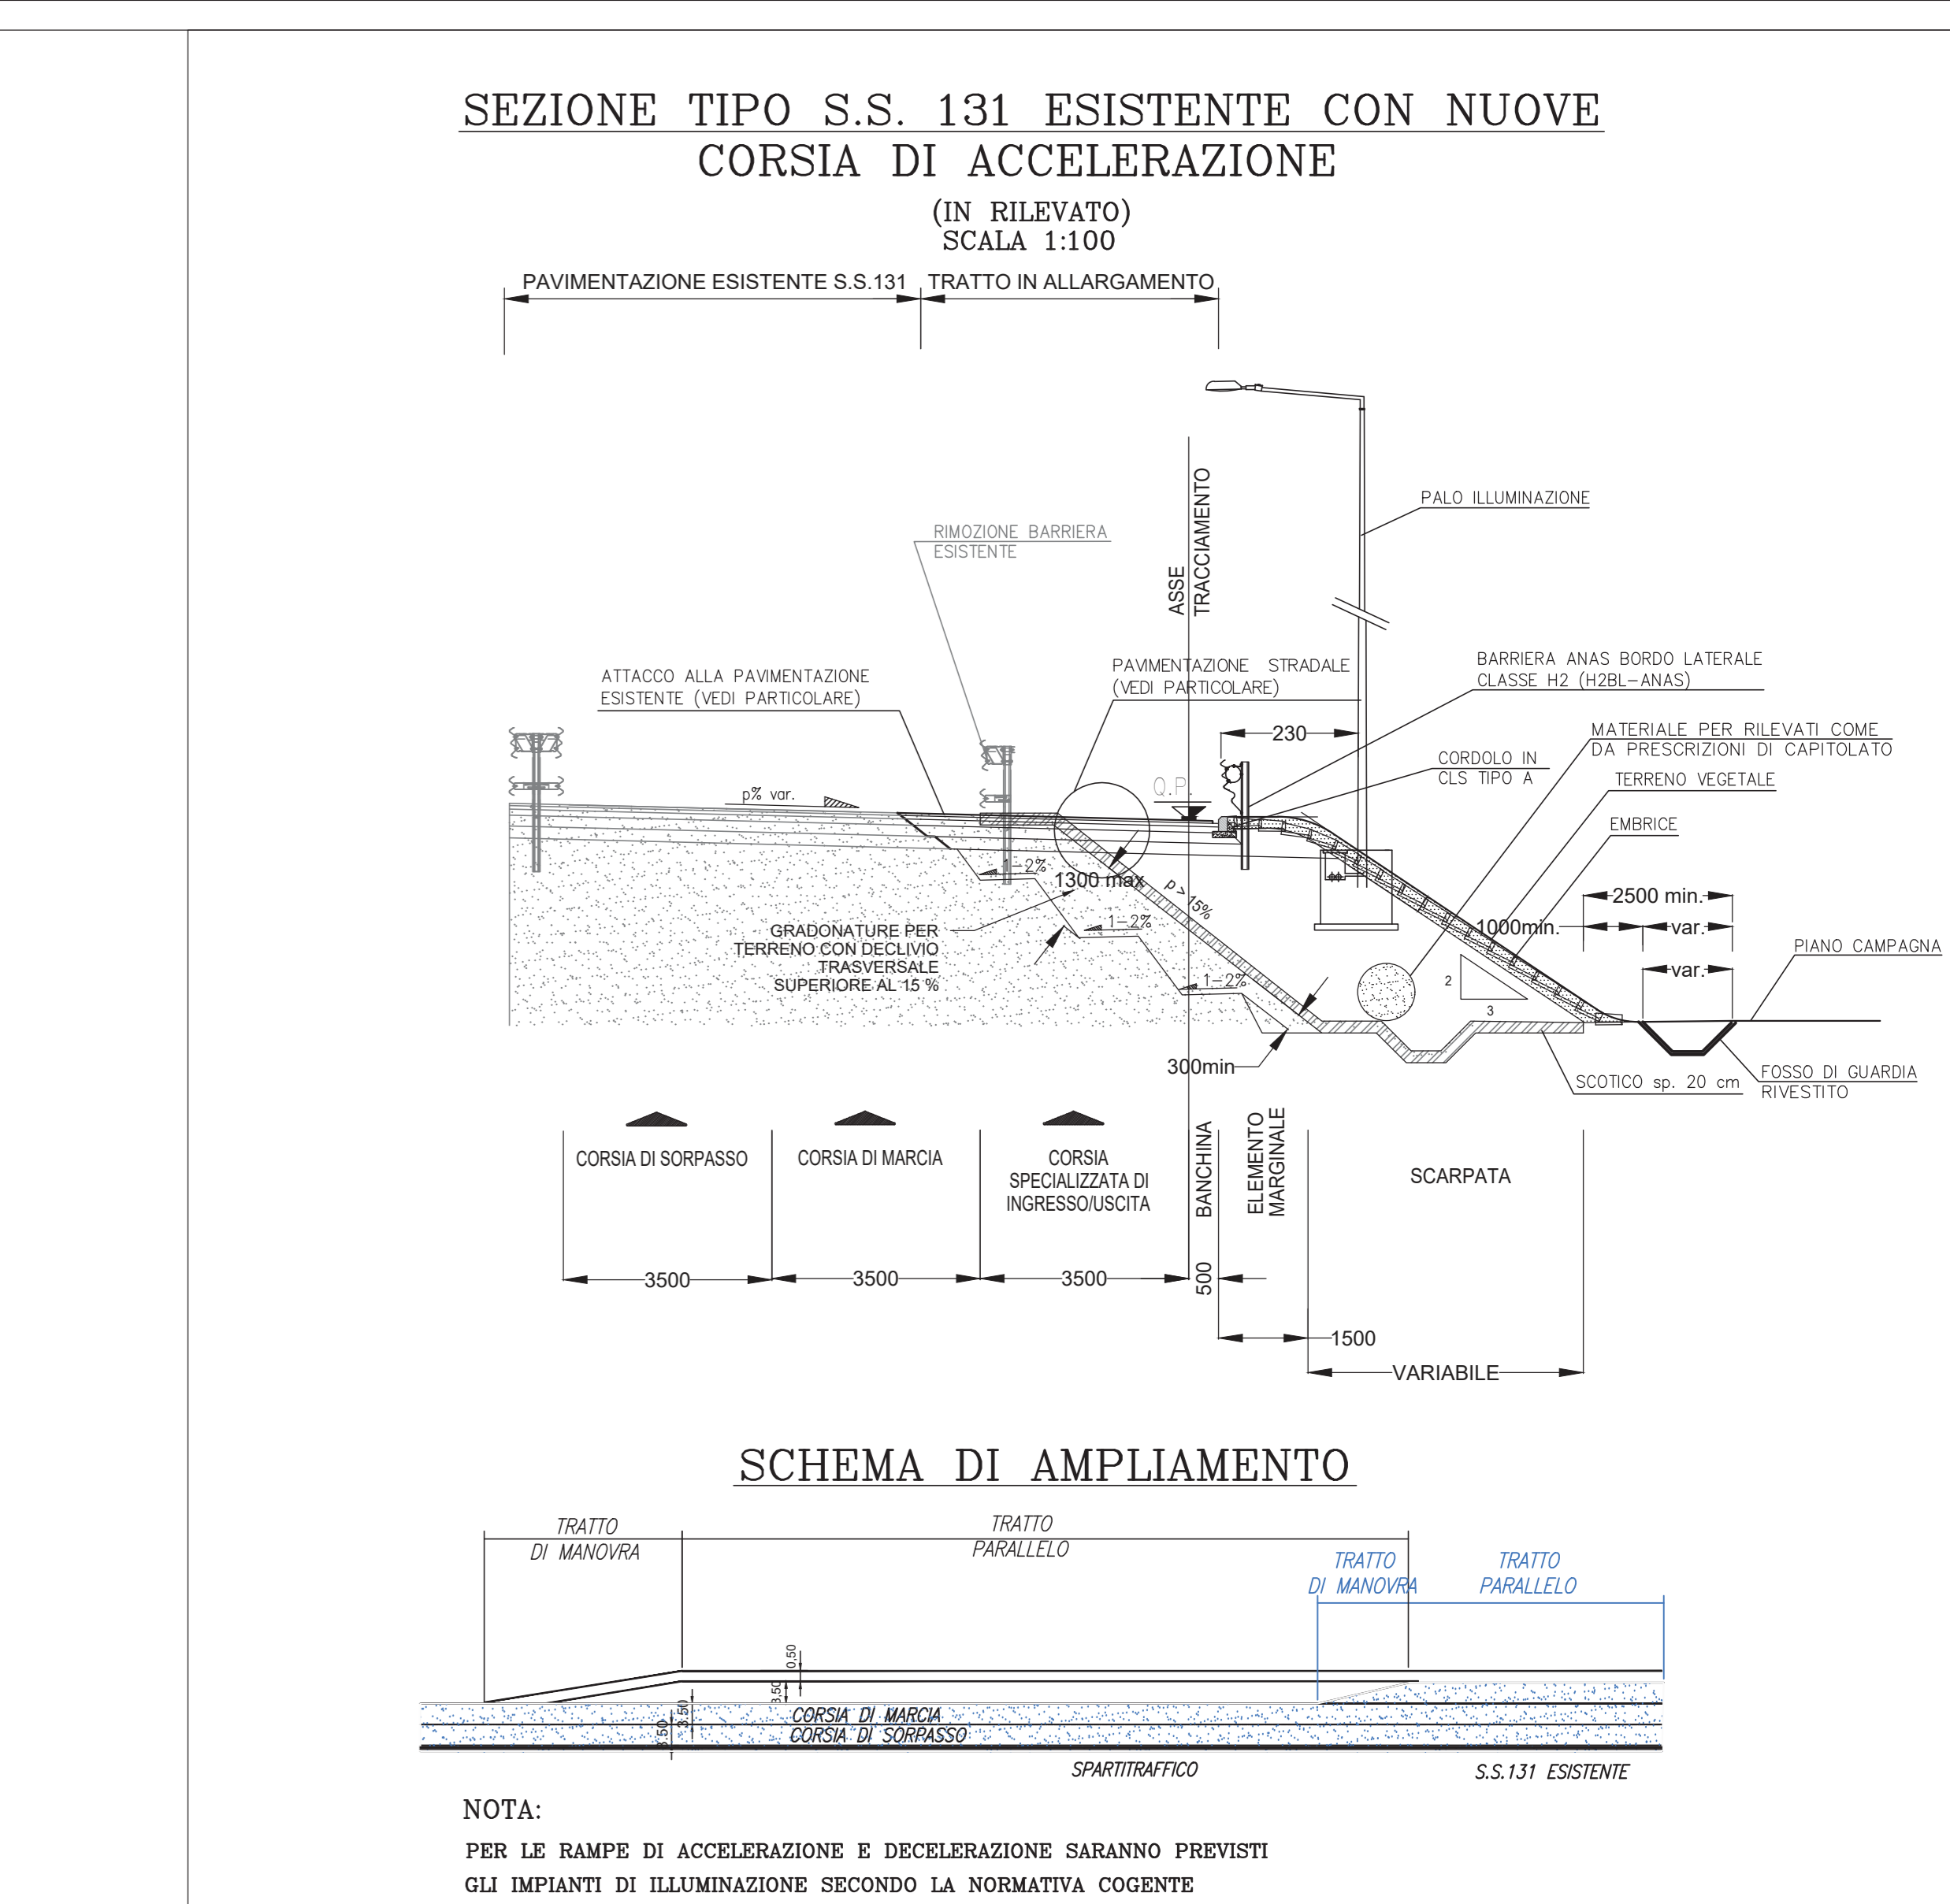 SEZIONE TIPO S.S. 131 ESISTENTE CON NUOVE
CORSIA DI ACCELERAZIONE
(IN RILEVATO)
SCALA 1:100
PAVIMENTAZIONE ESISTENTE S.S.131
TRATTO IN ALLARGAMENTO
PALO ILLUMINAZIONE
RIMOZIONE BARRIERA
ESISTENTE
ASSE
TRACCIAMENTO
ATTACCO ALLA PAVIMENTAZIONE
ESISTENTE (VEDI PARTICOLARE)
PAVIMENTAZIONE STRADALE
(VEDI PARTICOLARE)
BARRIERA ANAS BORDO LATERALE
CLASSE H2 (H2BL-ANAS)
230
MATERIALE PER RILEVATI COME
DA PRESCRIZIONI DI CAPITOLATO
CORDOLO IN
CLS TIPO A
TERRENO VEGETALE
Q.P.
p% var.
EMBRICE
1-2%
1300 max
p > 15%
2500 min.
1-2%
1000min.
var.
GRADONATURE PER
TERRENO CON DECLIVIO
TRASVERSALE
SUPERIORE AL 15 %
PIANO CAMPAGNA
var.
1-2%
2
3
300min
SCOTICO sp. 20 cm
FOSSO DI GUARDIA
RIVESTITO
CORSIA DI SORPASSO
CORSIA DI MARCIA
CORSIA
SPECIALIZZATA DI
INGRESSO/USCITA
BANCHINA
ELEMENTO
MARGINALE
SCARPATA
3500
3500
3500
500
1500
VARIABILE
SCHEMA DI AMPLIAMENTO
TRATTO
DI MANOVRA
TRATTO
PARALLELO
TRATTO
DI MANOVRA
TRATTO
PARALLELO
0,50
3,50
3,50
3,50
CORSIA DI MARCIA
CORSIA DI SORPASSO
SPARTITRAFFICO
S.S.131 ESISTENTE
NOTA:
PER LE RAMPE DI ACCELERAZIONE E DECELERAZIONE SARANNO PREVISTI
GLI IMPIANTI DI ILLUMINAZIONE SECONDO LA NORMATIVA COGENTE